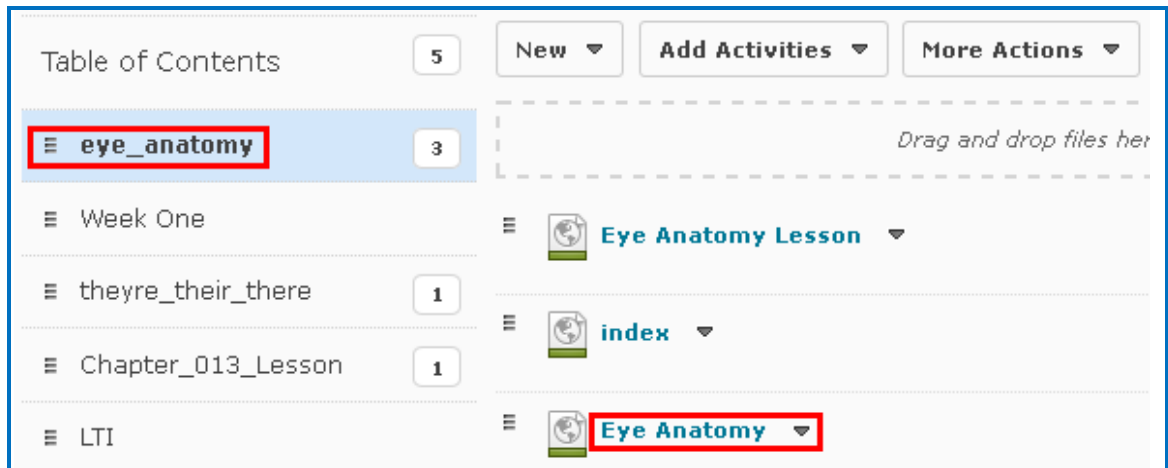 Table of Contents 5
eye_anatomy 3
Week One
theyre_their_there 1
Chapter_013_Lesson 1
LTI
New Add Activities More Actions
Drag and drop files her
Eye Anatomy Lesson
index
Eye Anatomy